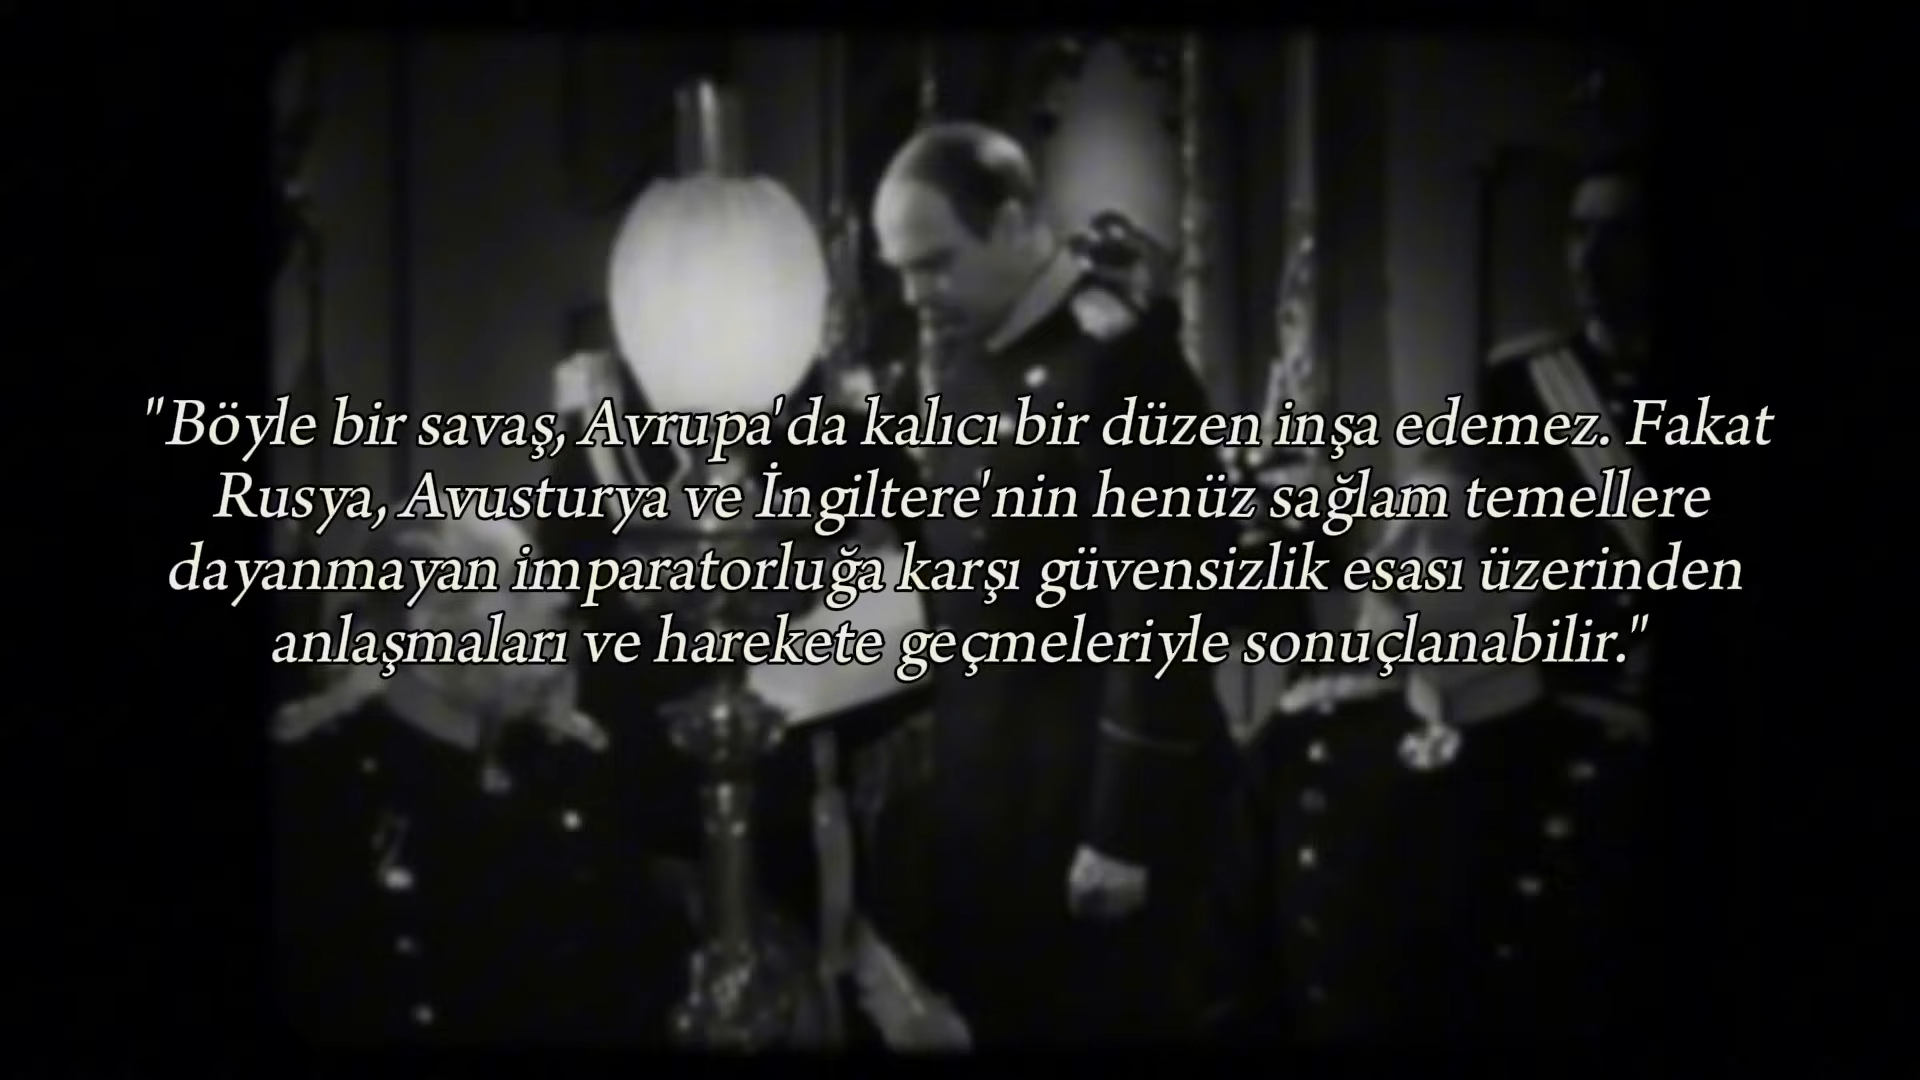 "Böyle bir savaş, Avrupa'da kalıcı bir düzen inşa edemez. Fakat
Rusya, Avusturya ve İngiltere'nin henüz sağlam temellere
dayanmayan imparatorluğa karşı güvensizlik esası üzerinden
anlaşmaları ve harekete geçmeleriyle sonuçlanabilir."